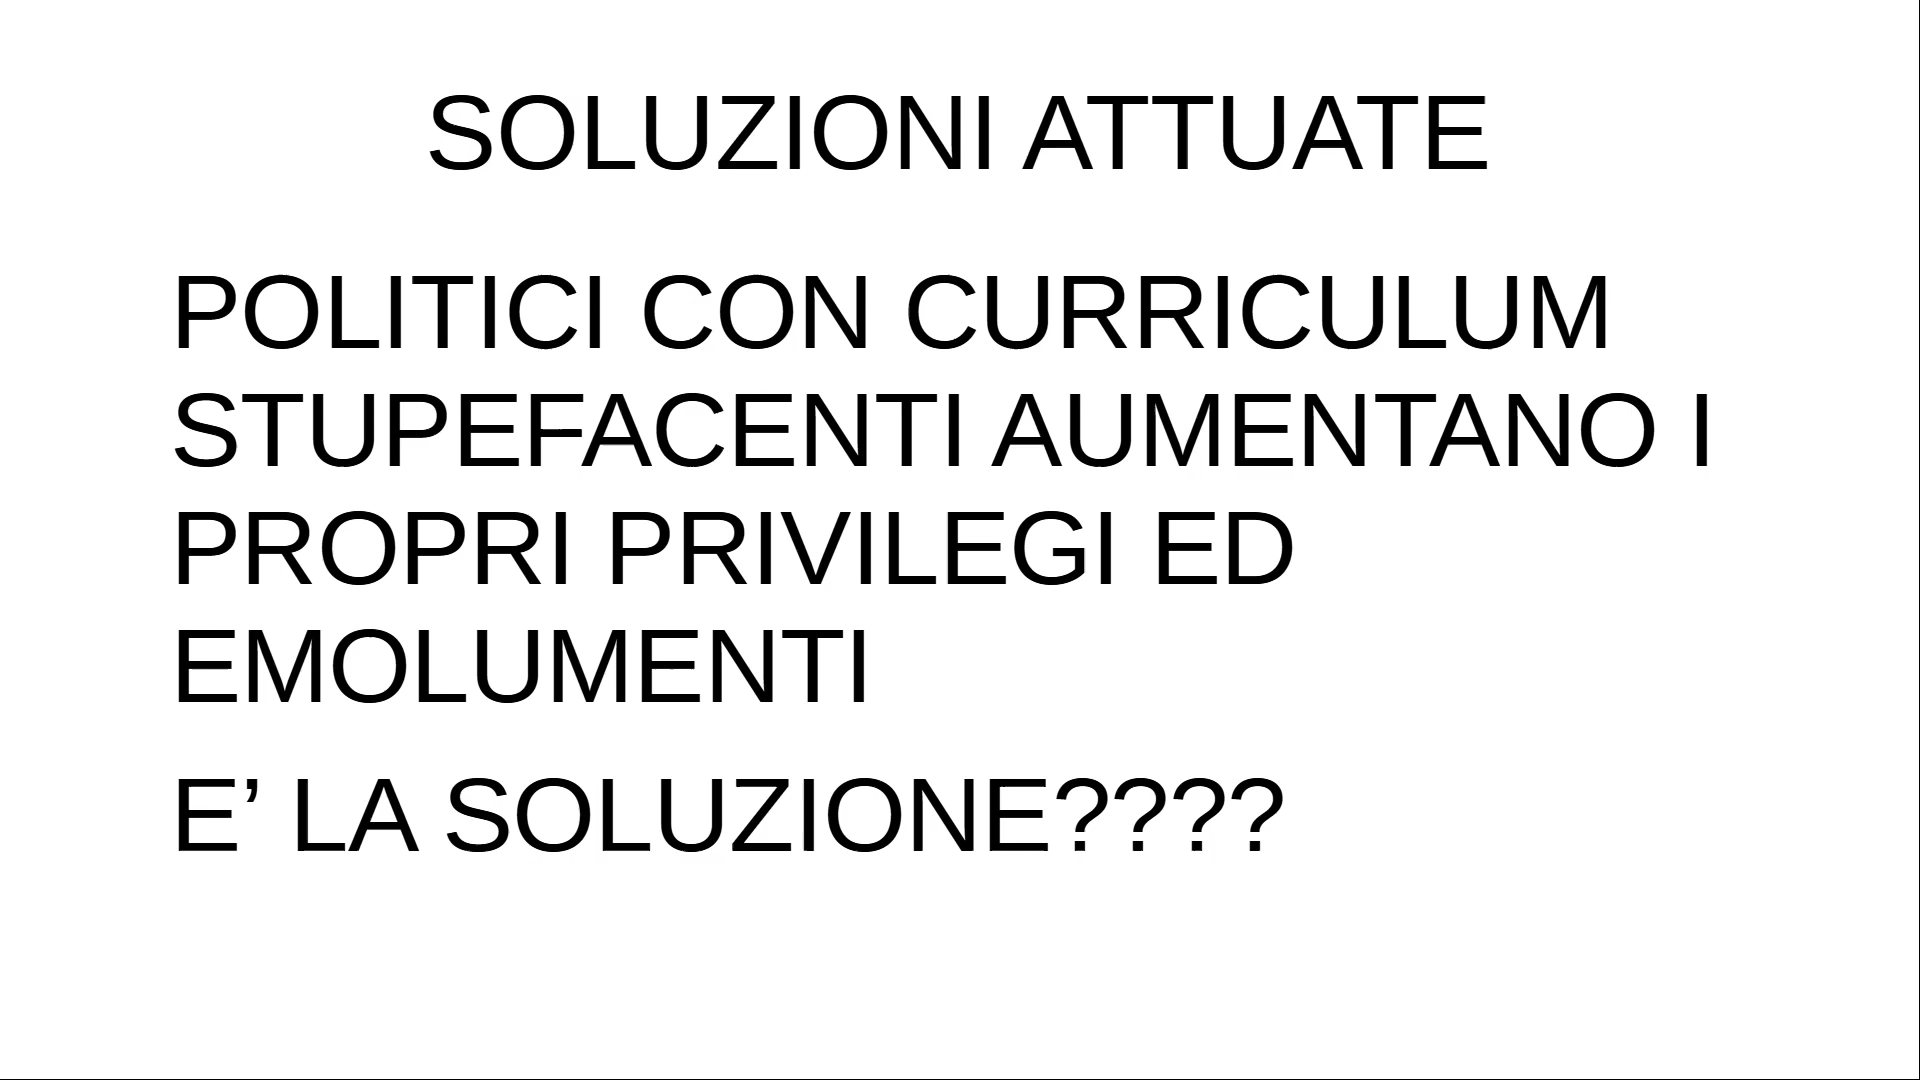 SOLUZIONI ATTUATE
POLITICI CON CURRICULUM
STUPEFACENTI AUMENTANO I
PROPRI PRIVILEGI ED
EMOLUMENTI
E’ LA SOLUZIONE????